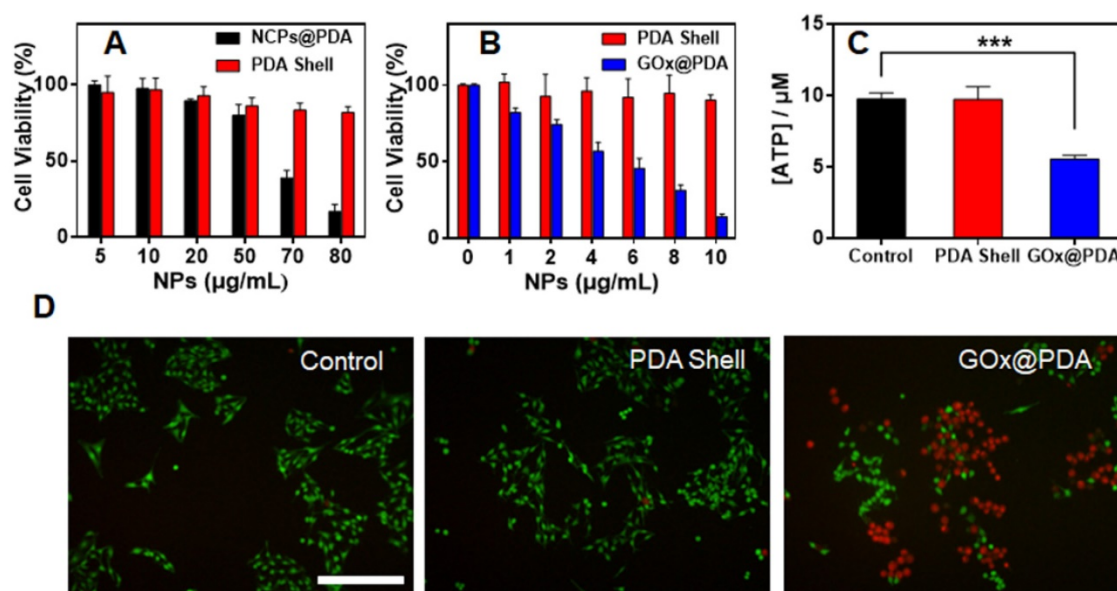 A
NCPs@PDA
PDA Shell
Cell Viability (%)
100
50
0
5 10 20 50 70 80
NPs (µg/mL)
B
PDA Shell
GOx@PDA
Cell Viability (%)
100
50
0
0 1 2 4 6 8 10
NPs (µg/mL)
C
***
[ATP] / µM
15
10
5
0
Control PDA Shell GOx@PDA
D
Control
PDA Shell
GOx@PDA